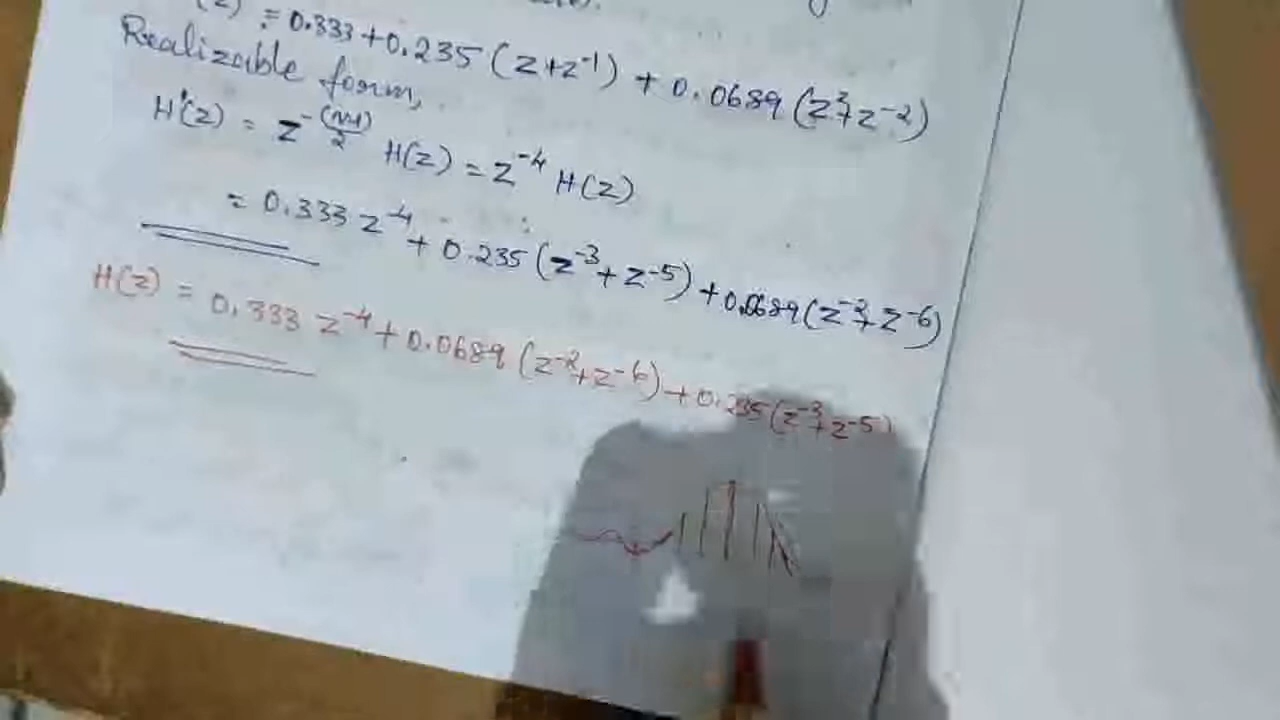 (z) = 0.333 + 0.235 (z+z⁻¹) + 0.0689 (z²+z⁻²)
Realizable form,
H'(z) = z^-(N-1)/2 H(z) = z⁻⁴ H(z)
= 0.333 z⁻⁴ + 0.235 (z⁻³+z⁻⁵) + 0.0689 (z⁻²+z⁻⁶)
H(z) = 0.333 z⁻⁴ + 0.0689 (z⁻²+z⁻⁶) + 0.235 (z⁻³+z⁻⁵)